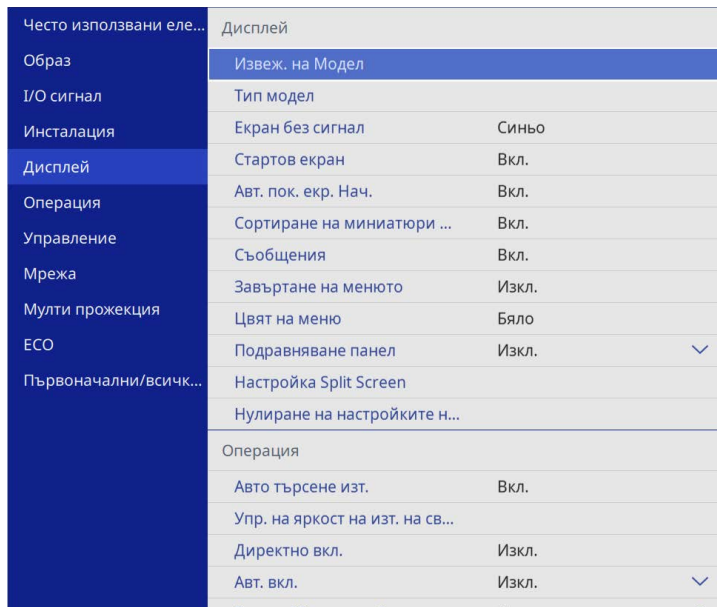 Често използвани еле...
Образ
I/O сигнал
Инсталация
Дисплей
Операция
Управление
Мрежа
Мулти прожекция
ECO
Първоначални/всичк...
Дисплей
Извеж. на Модел
Тип модел
Екран без сигнал Синьо
Стартов екран Вкл.
Авт. пок. екр. Нач. Вкл.
Сортиране на миниатюри ... Вкл.
Съобщения Вкл.
Завъртане на менюто Изкл.
Цвят на меню Бяло
Подравняване панел Изкл.
Настройка Split Screen
Нулиране на настройките н...
Операция
Авто търсене изт. Вкл.
Упр. на яркост на изт. на св...
Директно вкл. Изкл.
Авт. вкл. Изкл.